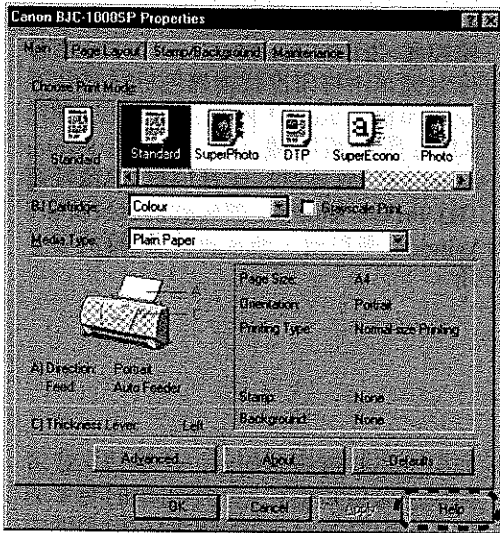 Canon BJC-1000SP Properties
Main Page Layout Stamp/Background Maintenance
Choose Print Mode
Standard Standard SuperPhoto DTP SuperEcono Photo
BJ Cartridge: Colour Grayscale Print
Media Type: Plain Paper
A
C
Page Size: A4
Orientation: Portrait
Printing Type: Normal-size Printing
A) Direction: Portrait
Feed: Auto Feeder
Stamp: None
C) Thickness Lever: Left
Background: None
Advanced... About... Defaults
OK Cancel Apply Help